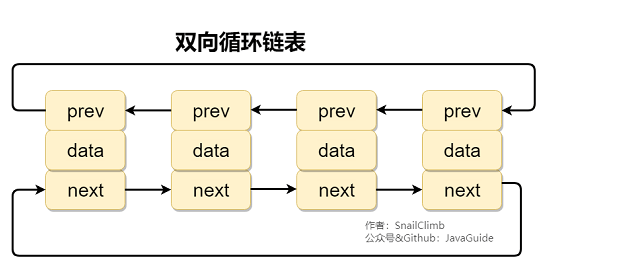 双向循环链表
prev prev prev prev
data data data data
next next next next
作者：SnailClimb
公众号&Github：JavaGuide